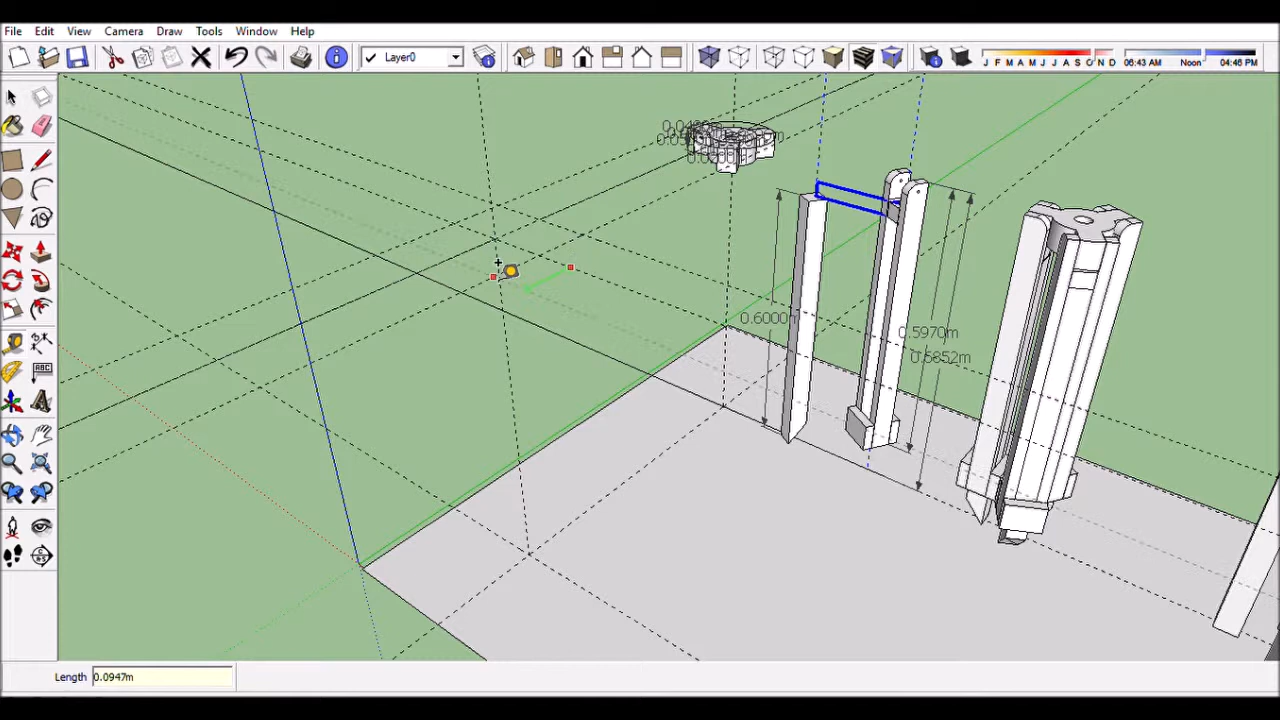 File Edit View Camera Draw Tools Window Help
Layer0
J F M A M J J A S O N D
06:43 AM Noon 04:46 PM
0.6000m
0.5970m
0.5852m
ABC
Length 0.0947m